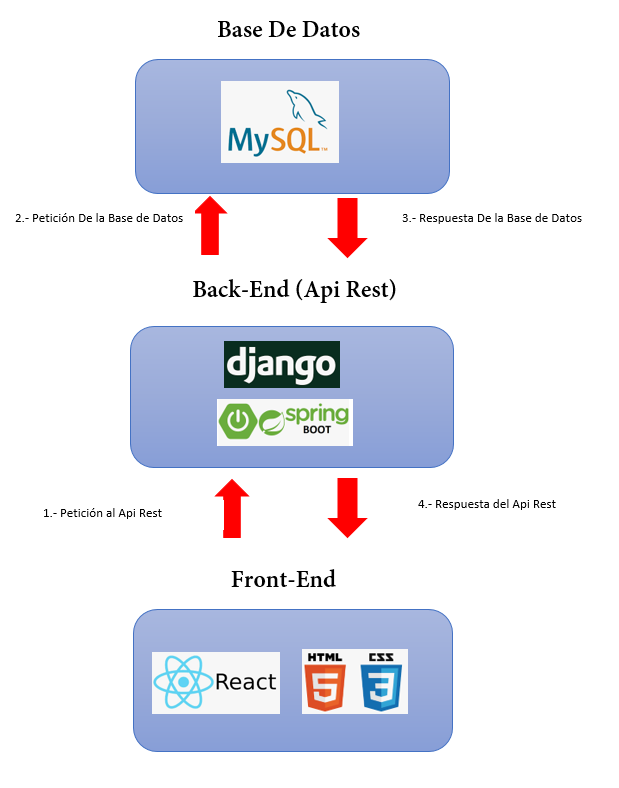 Base De Datos
MySQL™
2.- Petición De la Base de Datos
3.- Respuesta De la Base de Datos
Back-End (Api Rest)
django
spring
BOOT
1.- Petición al Api Rest
4.- Respuesta del Api Rest
Front-End
React
HTML
5
CSS
3